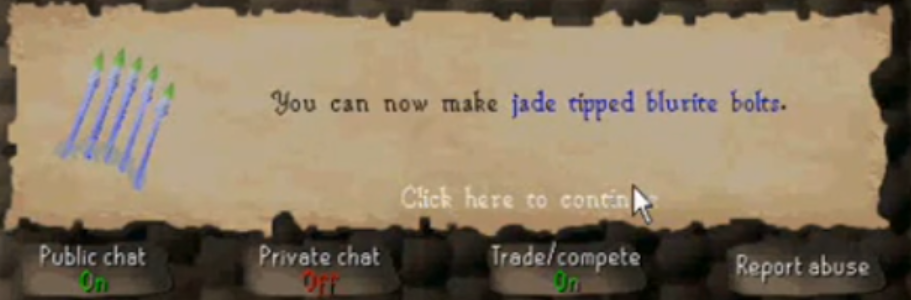 You can now make jade tipped blurite bolts.
Click here to continue
Public chat
On
Private chat
Off
Trade/compete
On
Report abuse